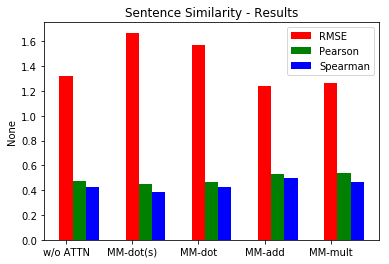 Sentence Similarity - Results
RMSE
Pearson
Spearman
None
1.6
1.4
1.2
1.0
0.8
0.6
0.4
0.2
0.0
w/o ATTN MM-dot(s) MM-dot MM-add MM-mult